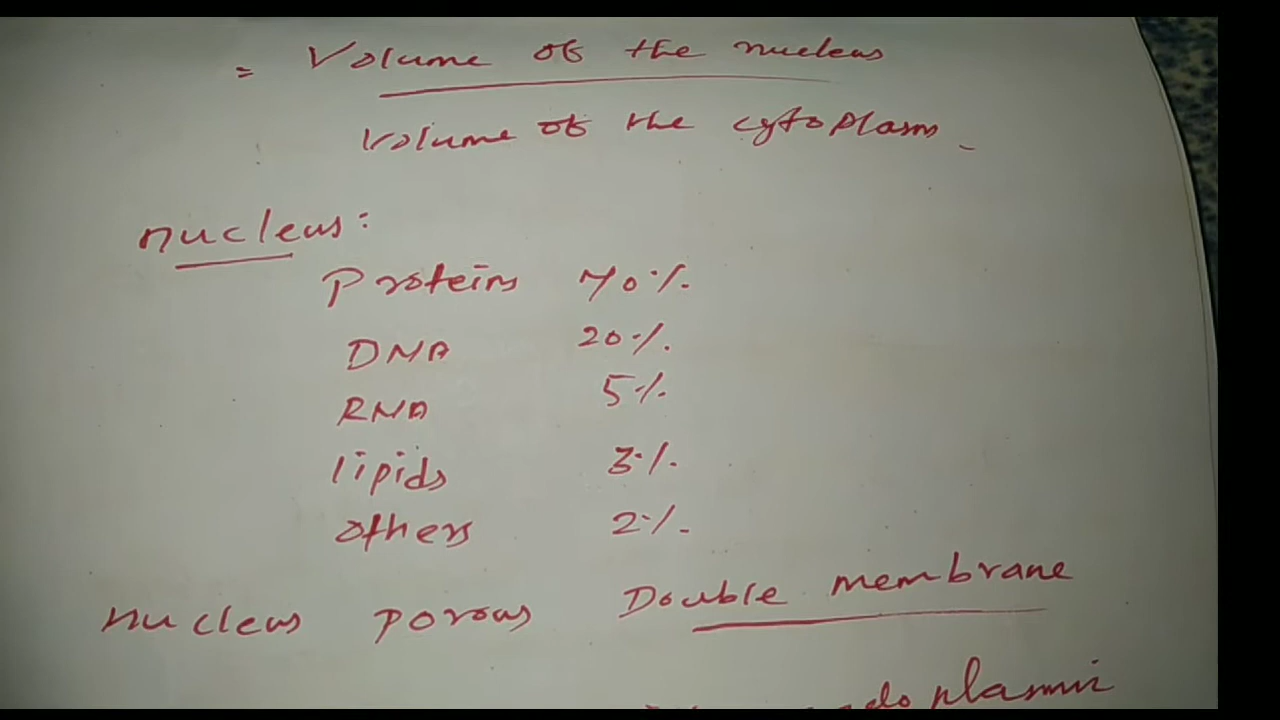 = Volume of the nucleus
Volume of the cytoplasm
nucleus:
Proteins 70%.
DNA 20%.
RNA 5%.
lipids 3%.
others 2%.
nucleus porous Double membrane
plasmic